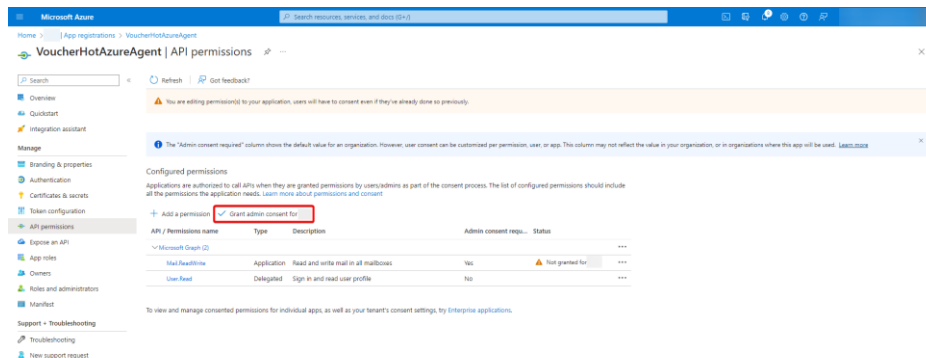 Microsoft Azure
Search resources, services, and docs (G+/)
Home > | App registrations > VoucherHotAzureAgent
VoucherHotAzureAgent | API permissions
Search
Refresh
Got feedback?
You are editing permission(s) to your application, users will have to consent even if they've already done so previously.
The "Admin consent required" column shows the default value for an organization. However, user consent can be customized per permission, user, or app. This column may not reflect the value in your organization, or in organizations where this app will be used. Learn more
Overview
Quickstart
Integration assistant
Manage
Branding & properties
Authentication
Certificates & secrets
Token configuration
API permissions
Expose an API
App roles
Owners
Roles and administrators
Manifest
Support + Troubleshooting
Troubleshooting
New support request
Configured permissions
Applications are authorized to call APIs when they are granted permissions by users/admins as part of the consent process. The list of configured permissions should include
all the permissions the application needs. Learn more about permissions and consent
Add a permission
Grant admin consent for
API / Permissions name Type Description Admin consent requ... Status
Microsoft Graph (2)
Mail.ReadWrite Application Read and write mail in all mailboxes Yes Not granted for
User.Read Delegated Sign in and read user profile No
To view and manage consented permissions for individual apps, as well as your tenant's consent settings, try Enterprise applications.